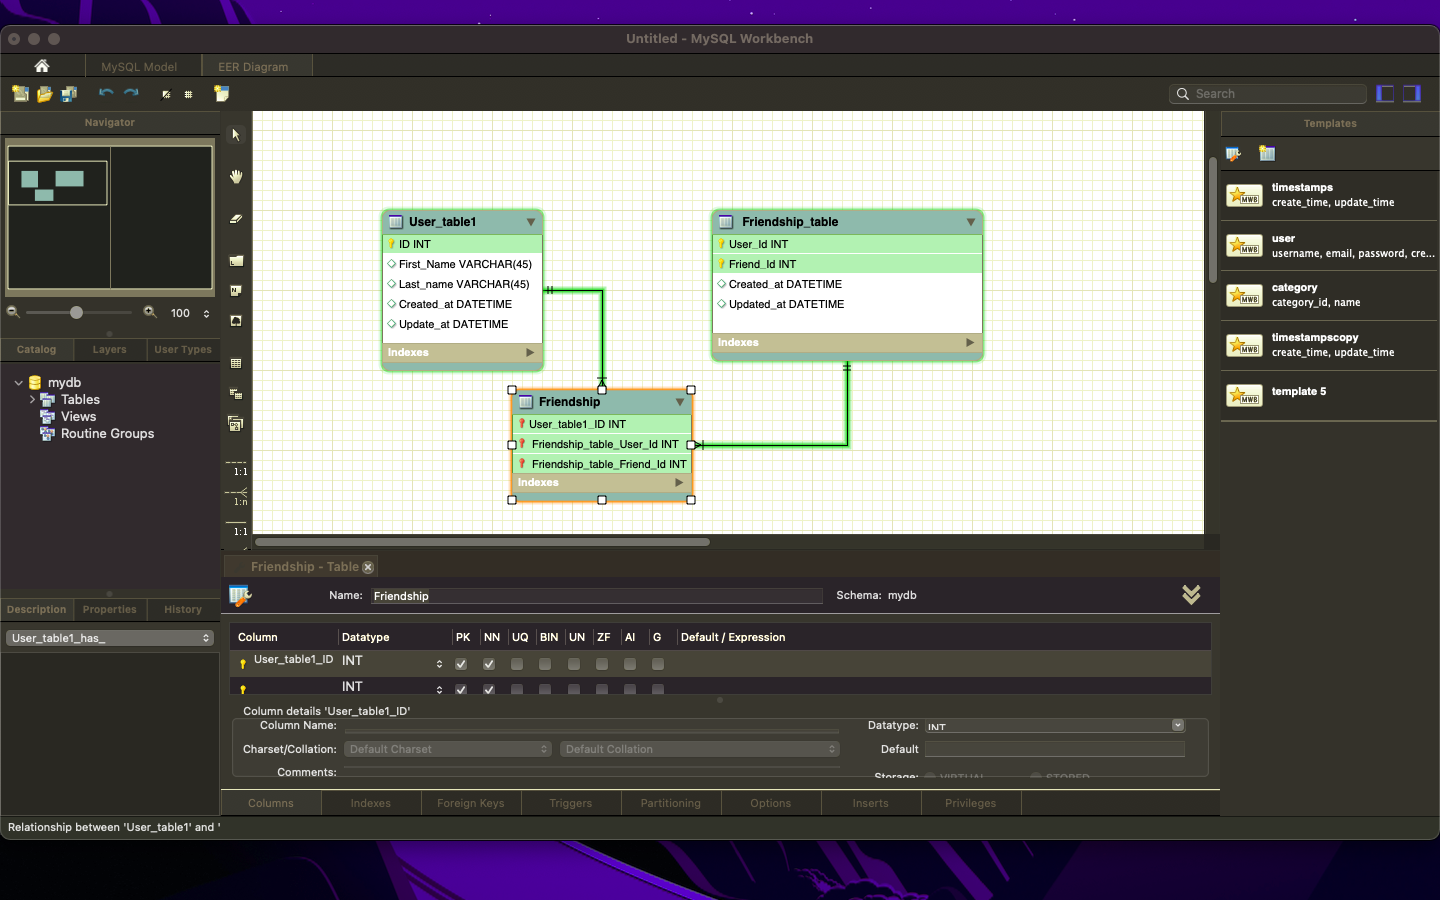 Untitled - MySQL Workbench
MySQL Model
EER Diagram
Search
Navigator
Templates
timestamps
create_time, update_time
user
username, email, password, cre...
category
category_id, name
timestampscopy
create_time, update_time
template 5
100
Catalog
Layers
User Types
mydb
Tables
Views
Routine Groups
1:1
1:n
1:1
User_table1
ID INT
First_Name VARCHAR(45)
Last_name VARCHAR(45)
Created_at DATETIME
Update_at DATETIME
Indexes
Friendship_table
User_Id INT
Friend_Id INT
Created_at DATETIME
Updated_at DATETIME
Indexes
Friendship
User_table1_ID INT
Friendship_table_User_Id INT
Friendship_table_Friend_Id INT
Indexes
Friendship - Table
Name: Friendship
Schema: mydb
Description
Properties
History
User_table1_has_
Column Datatype PK NN UQ BIN UN ZF AI G Default / Expression
User_table1_ID INT
INT
Column details 'User_table1_ID'
Column Name:
Datatype: INT
Charset/Collation: Default Charset Default Collation
Default
Comments:
Storage: VIRTUAL STORED
Columns
Indexes
Foreign Keys
Triggers
Partitioning
Options
Inserts
Privileges
Relationship between 'User_table1' and '
MWB
MWB
MWB
MWB
MWB